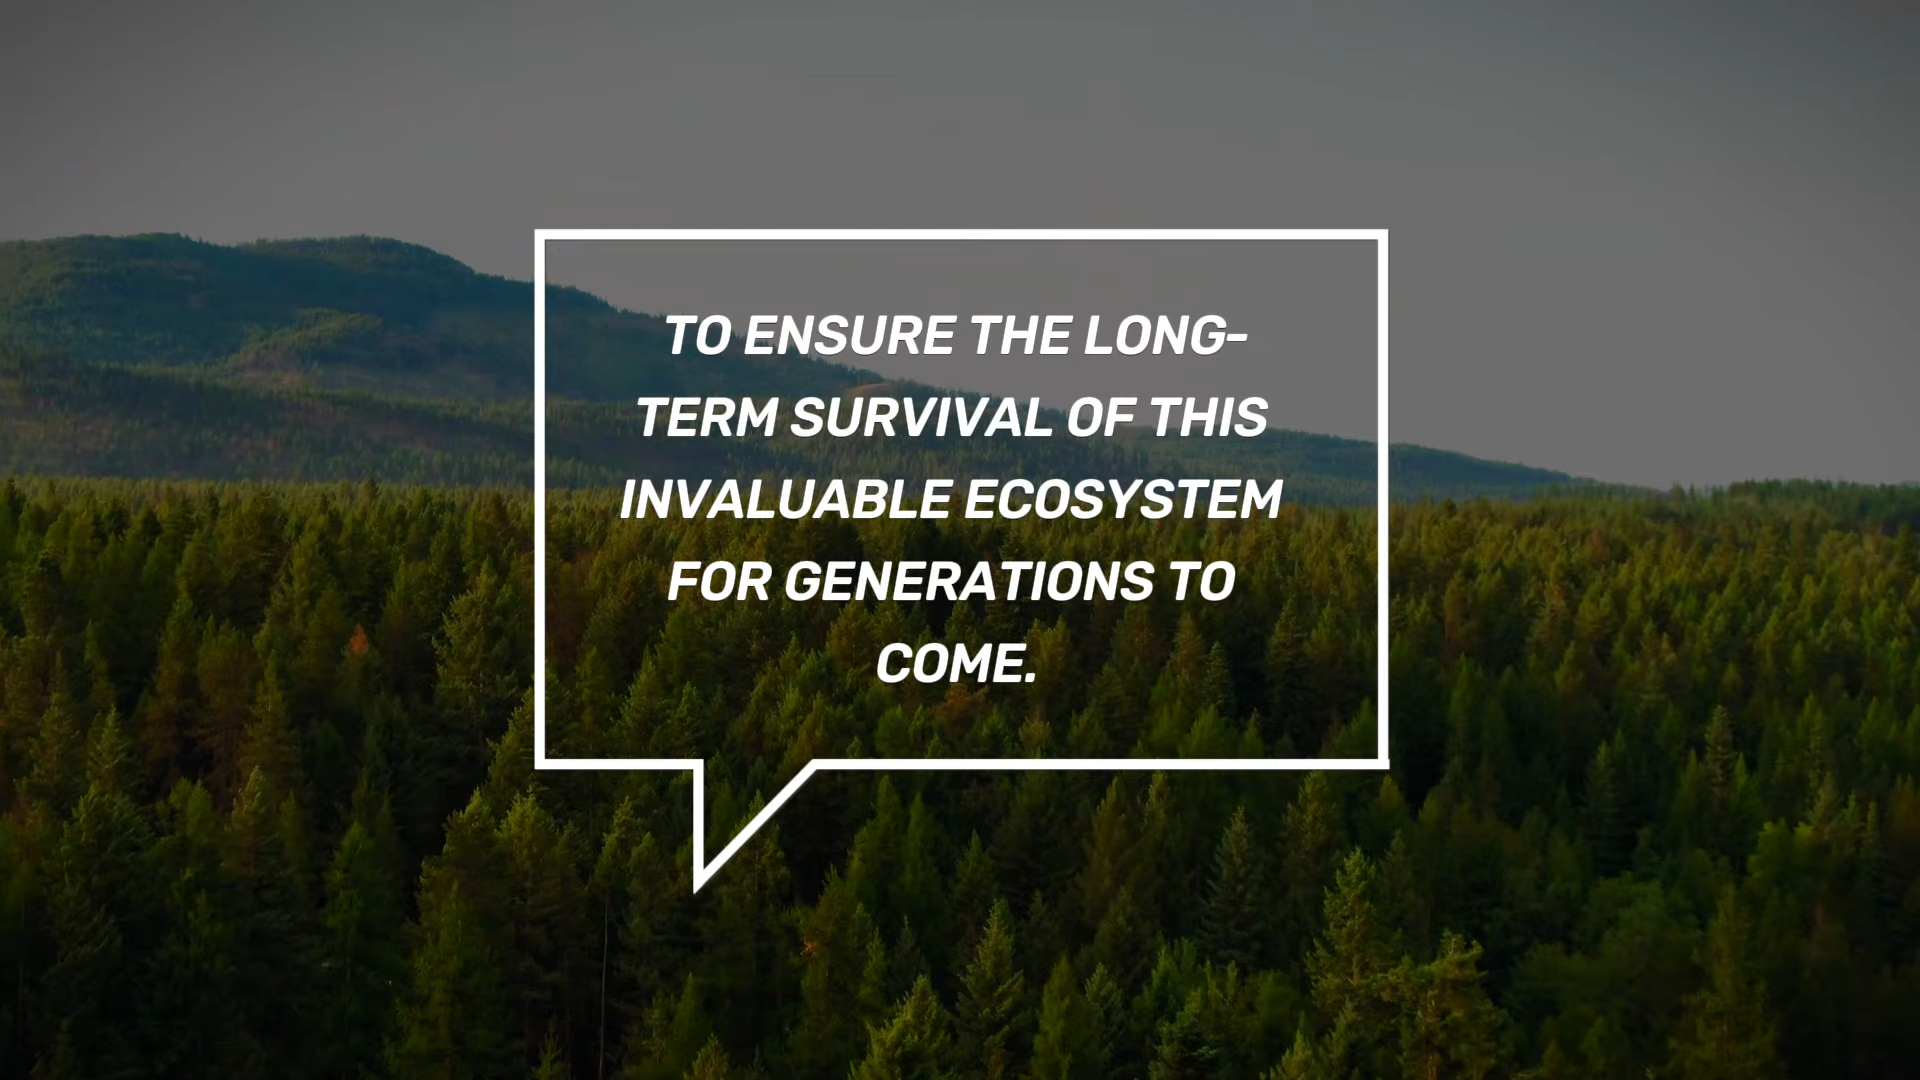 TO ENSURE THE LONG-
TERM SURVIVAL OF THIS
INVALUABLE ECOSYSTEM
FOR GENERATIONS TO
COME.